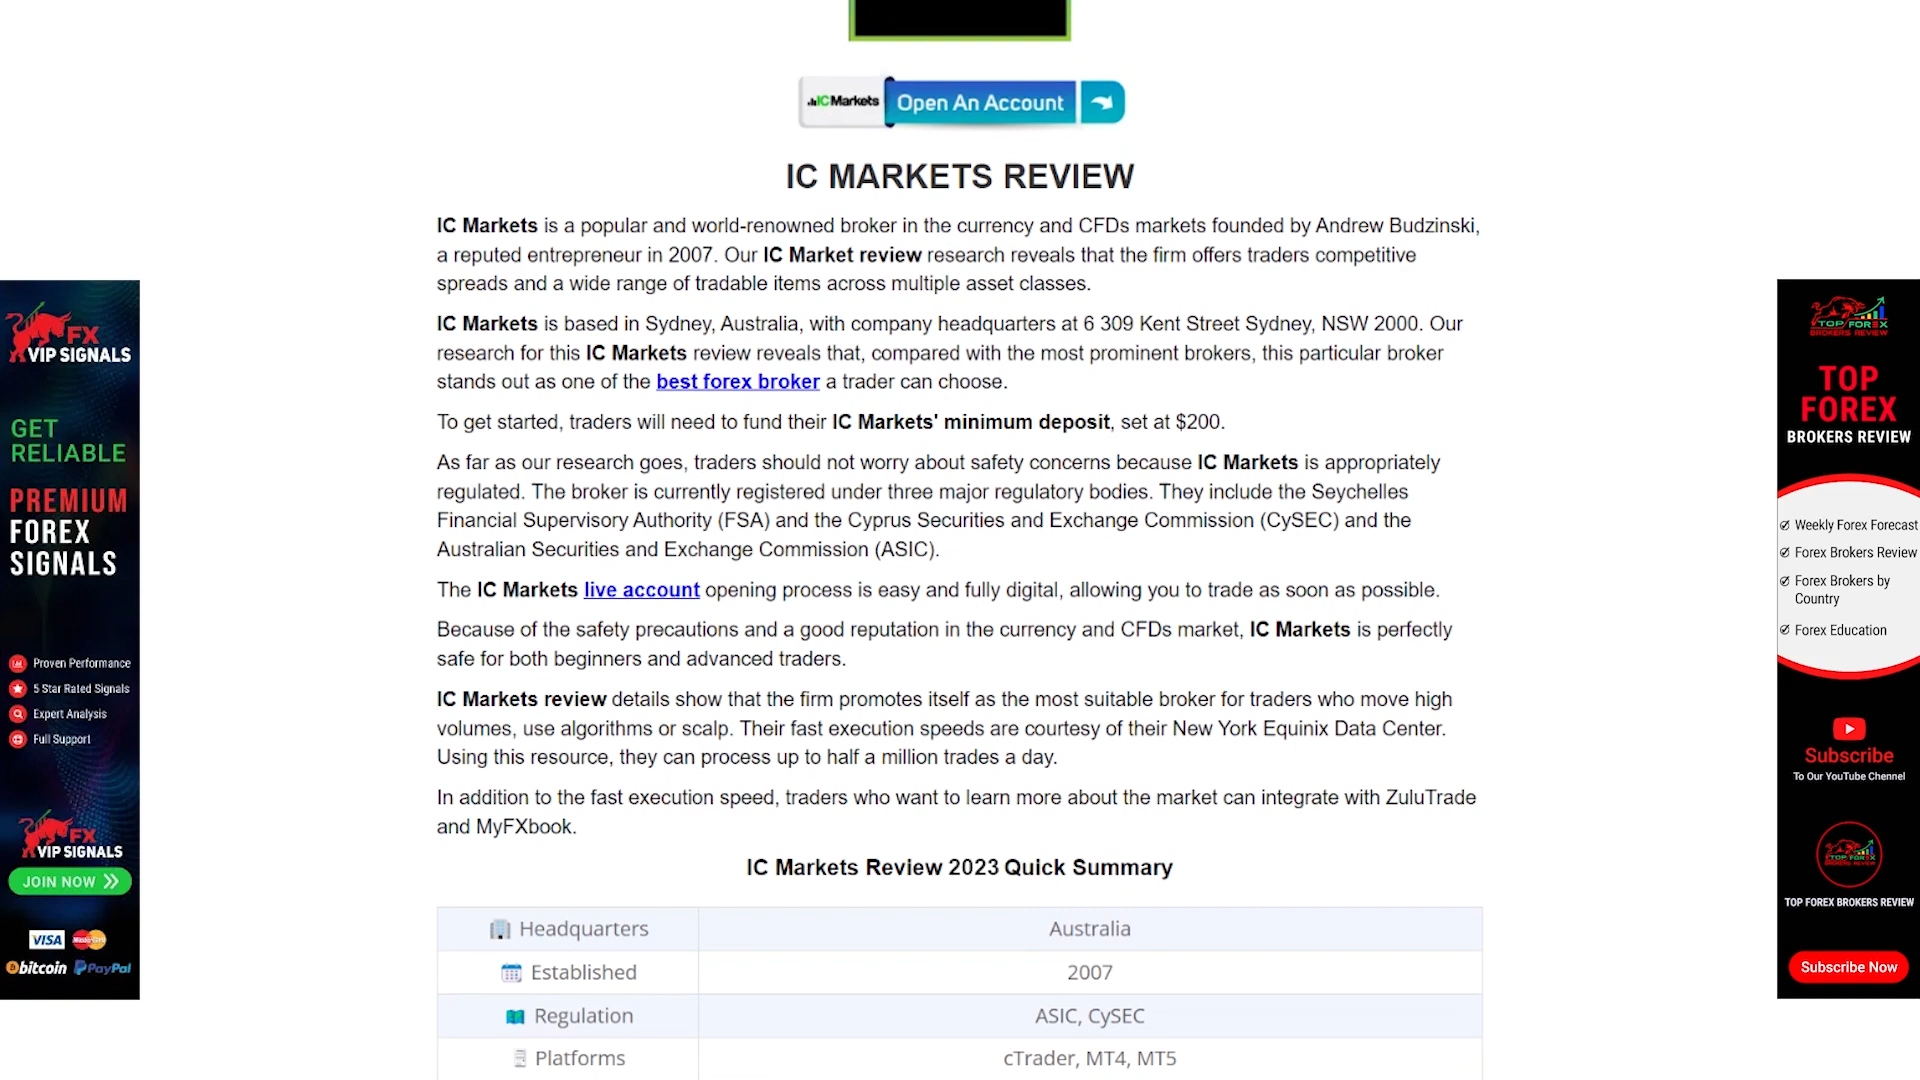 ICMarkets Open An Account
IC MARKETS REVIEW
IC Markets is a popular and world-renowned broker in the currency and CFDs markets founded by Andrew Budzinski,
a reputed entrepreneur in 2007. Our IC Market review research reveals that the firm offers traders competitive
spreads and a wide range of tradable items across multiple asset classes.
IC Markets is based in Sydney, Australia, with company headquarters at 6 309 Kent Street Sydney, NSW 2000. Our
research for this IC Markets review reveals that, compared with the most prominent brokers, this particular broker
stands out as one of the best forex broker a trader can choose.
To get started, traders will need to fund their IC Markets' minimum deposit, set at $200.
As far as our research goes, traders should not worry about safety concerns because IC Markets is appropriately
regulated. The broker is currently registered under three major regulatory bodies. They include the Seychelles
Financial Supervisory Authority (FSA) and the Cyprus Securities and Exchange Commission (CySEC) and the
Australian Securities and Exchange Commission (ASIC).
The IC Markets live account opening process is easy and fully digital, allowing you to trade as soon as possible.
Because of the safety precautions and a good reputation in the currency and CFDs market, IC Markets is perfectly
safe for both beginners and advanced traders.
IC Markets review details show that the firm promotes itself as the most suitable broker for traders who move high
volumes, use algorithms or scalp. Their fast execution speeds are courtesy of their New York Equinix Data Center.
Using this resource, they can process up to half a million trades a day.
In addition to the fast execution speed, traders who want to learn more about the market can integrate with ZuluTrade
and MyFXbook.
IC Markets Review 2023 Quick Summary
Headquarters Australia
Established 2007
Regulation ASIC, CySEC
Platforms cTrader, MT4, MT5
FX
VIP SIGNALS
GET
RELIABLE
PREMIUM
FOREX
SIGNALS
Proven Performance
5 Star Rated Signals
Expert Analysis
Full Support
FX
VIP SIGNALS
JOIN NOW
VISA MasterCard
bitcoin PayPal
TOP FOREX
BROKERS REVIEW
TOP
FOREX
BROKERS REVIEW
Weekly Forex Forecast
Forex Brokers Review
Forex Brokers by
Country
Forex Education
Subscribe
To Our YouTube Chennel
TOP FOREX
BROKERS REVIEW
TOP FOREX BROKERS REVIEW
Subscribe Now